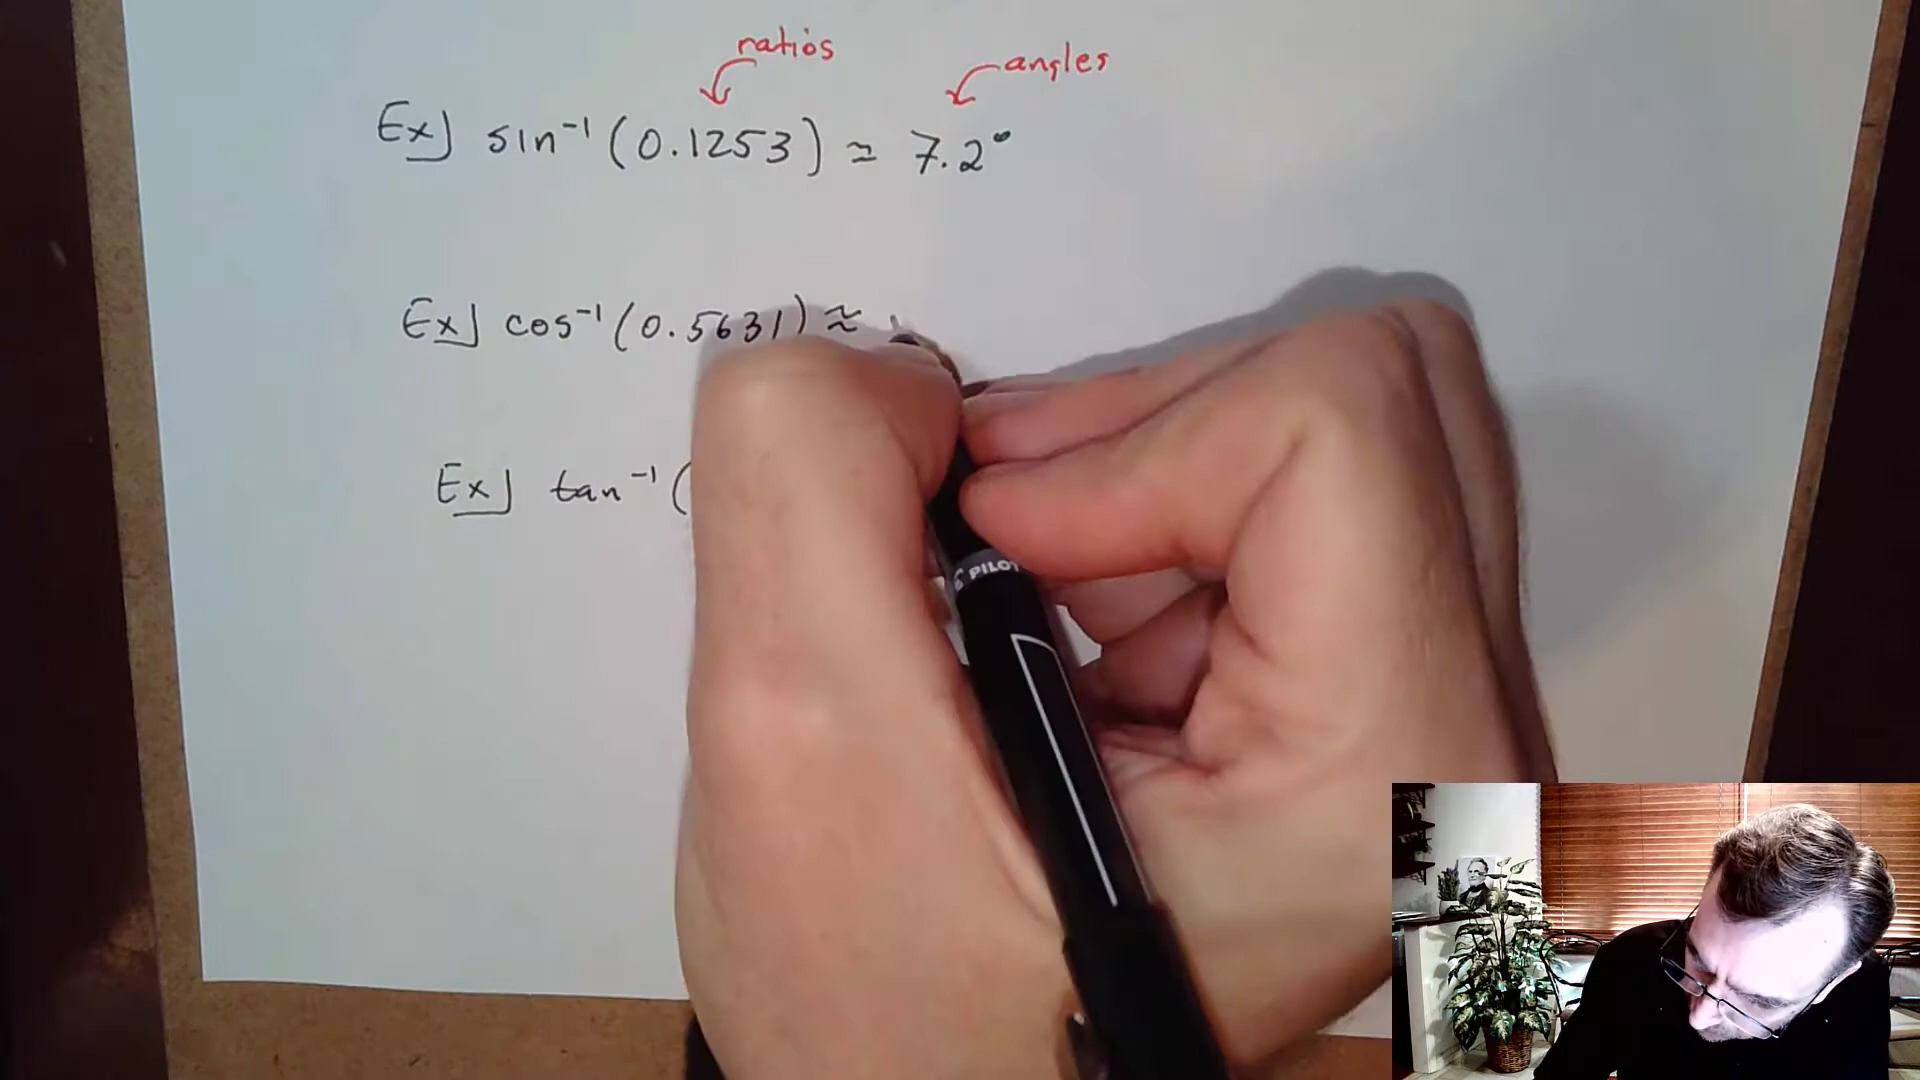 ratios
angles
Ex] sin⁻¹(0.1253) ≈ 7.2°
Ex] cos⁻¹(0.5631) ≈
Ex] tan⁻¹(
PILOT